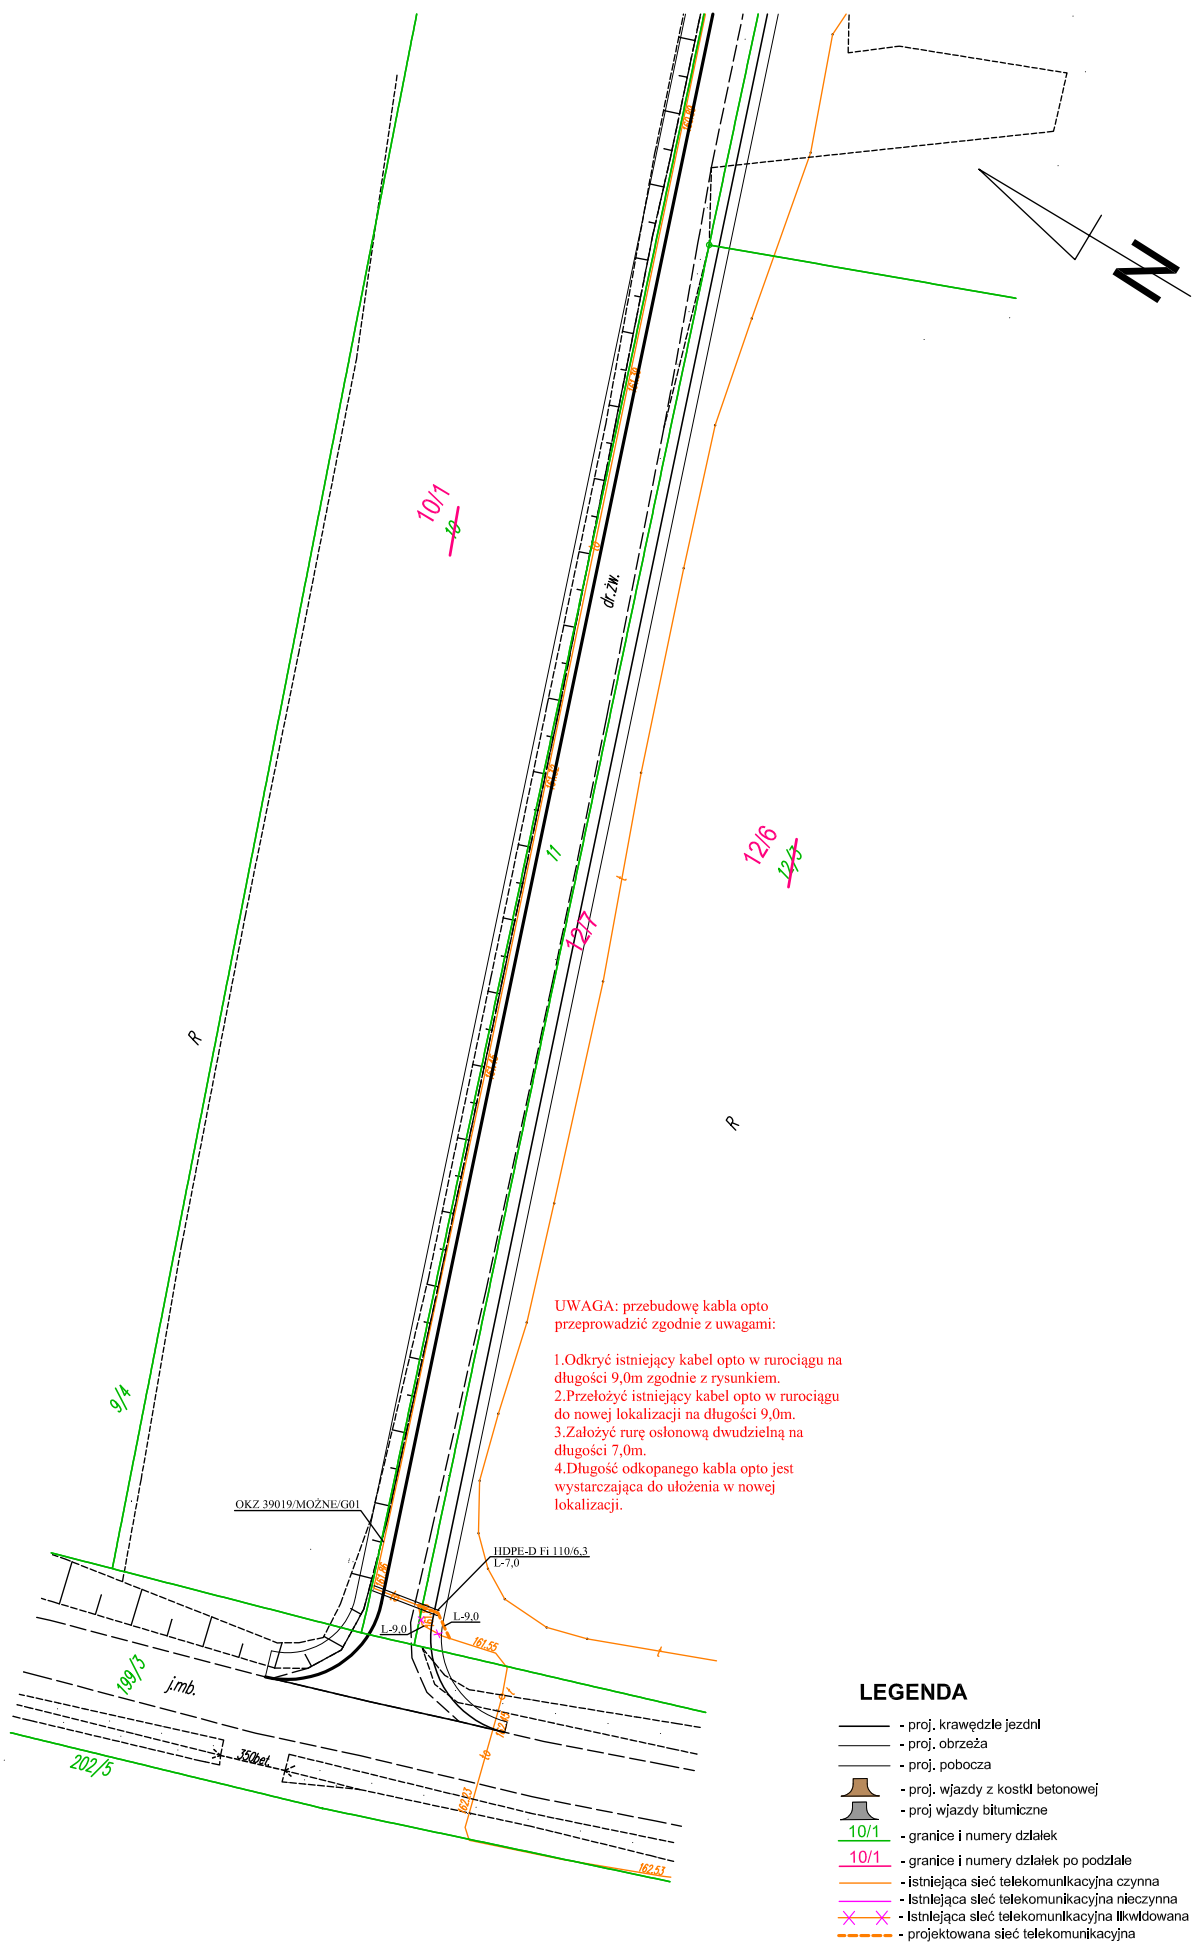 N
10/1
10
dr.żw.
11
12/6
12/3
12/7
R
R
9/4
UWAGA: przebudowę kabla opto
przeprowadzić zgodnie z uwagami:
1.Odkryć istniejący kabel opto w rurociągu na
długości 9,0m zgodnie z rysunkiem.
2.Przełożyć istniejący kabel opto w rurociągu
do nowej lokalizacji na długości 9,0m.
3.Założyć rurę osłonową dwudzielną na
długości 7,0m.
4.Długość odkopanego kabla opto jest
wystarczająca do ułożenia w nowej
lokalizacji.
OKZ 39019/MOŹNE/G01
HDPE-D Fi 110/6,3
L-7,0
L-9,0
L-9,0
161.55
t
t
t
to
to
199/3
j.mb.
350bet.
202/5
162.23
162.53
LEGENDA
- proj. krawędzie jezdni
- proj. obrzeża
- proj. pobocza
- proj. wjazdy z kostki betonowej
- proj wjazdy bitumiczne
10/1 - granice i numery działek
10/1 - granice i numery działek po podziale
- istniejąca sieć telekomunikacyjna czynna
- istniejąca sieć telekomunikacyjna nieczynna
- istniejąca sieć telekomunikacyjna likwidowana
- projektowana sieć telekomunikacyjna